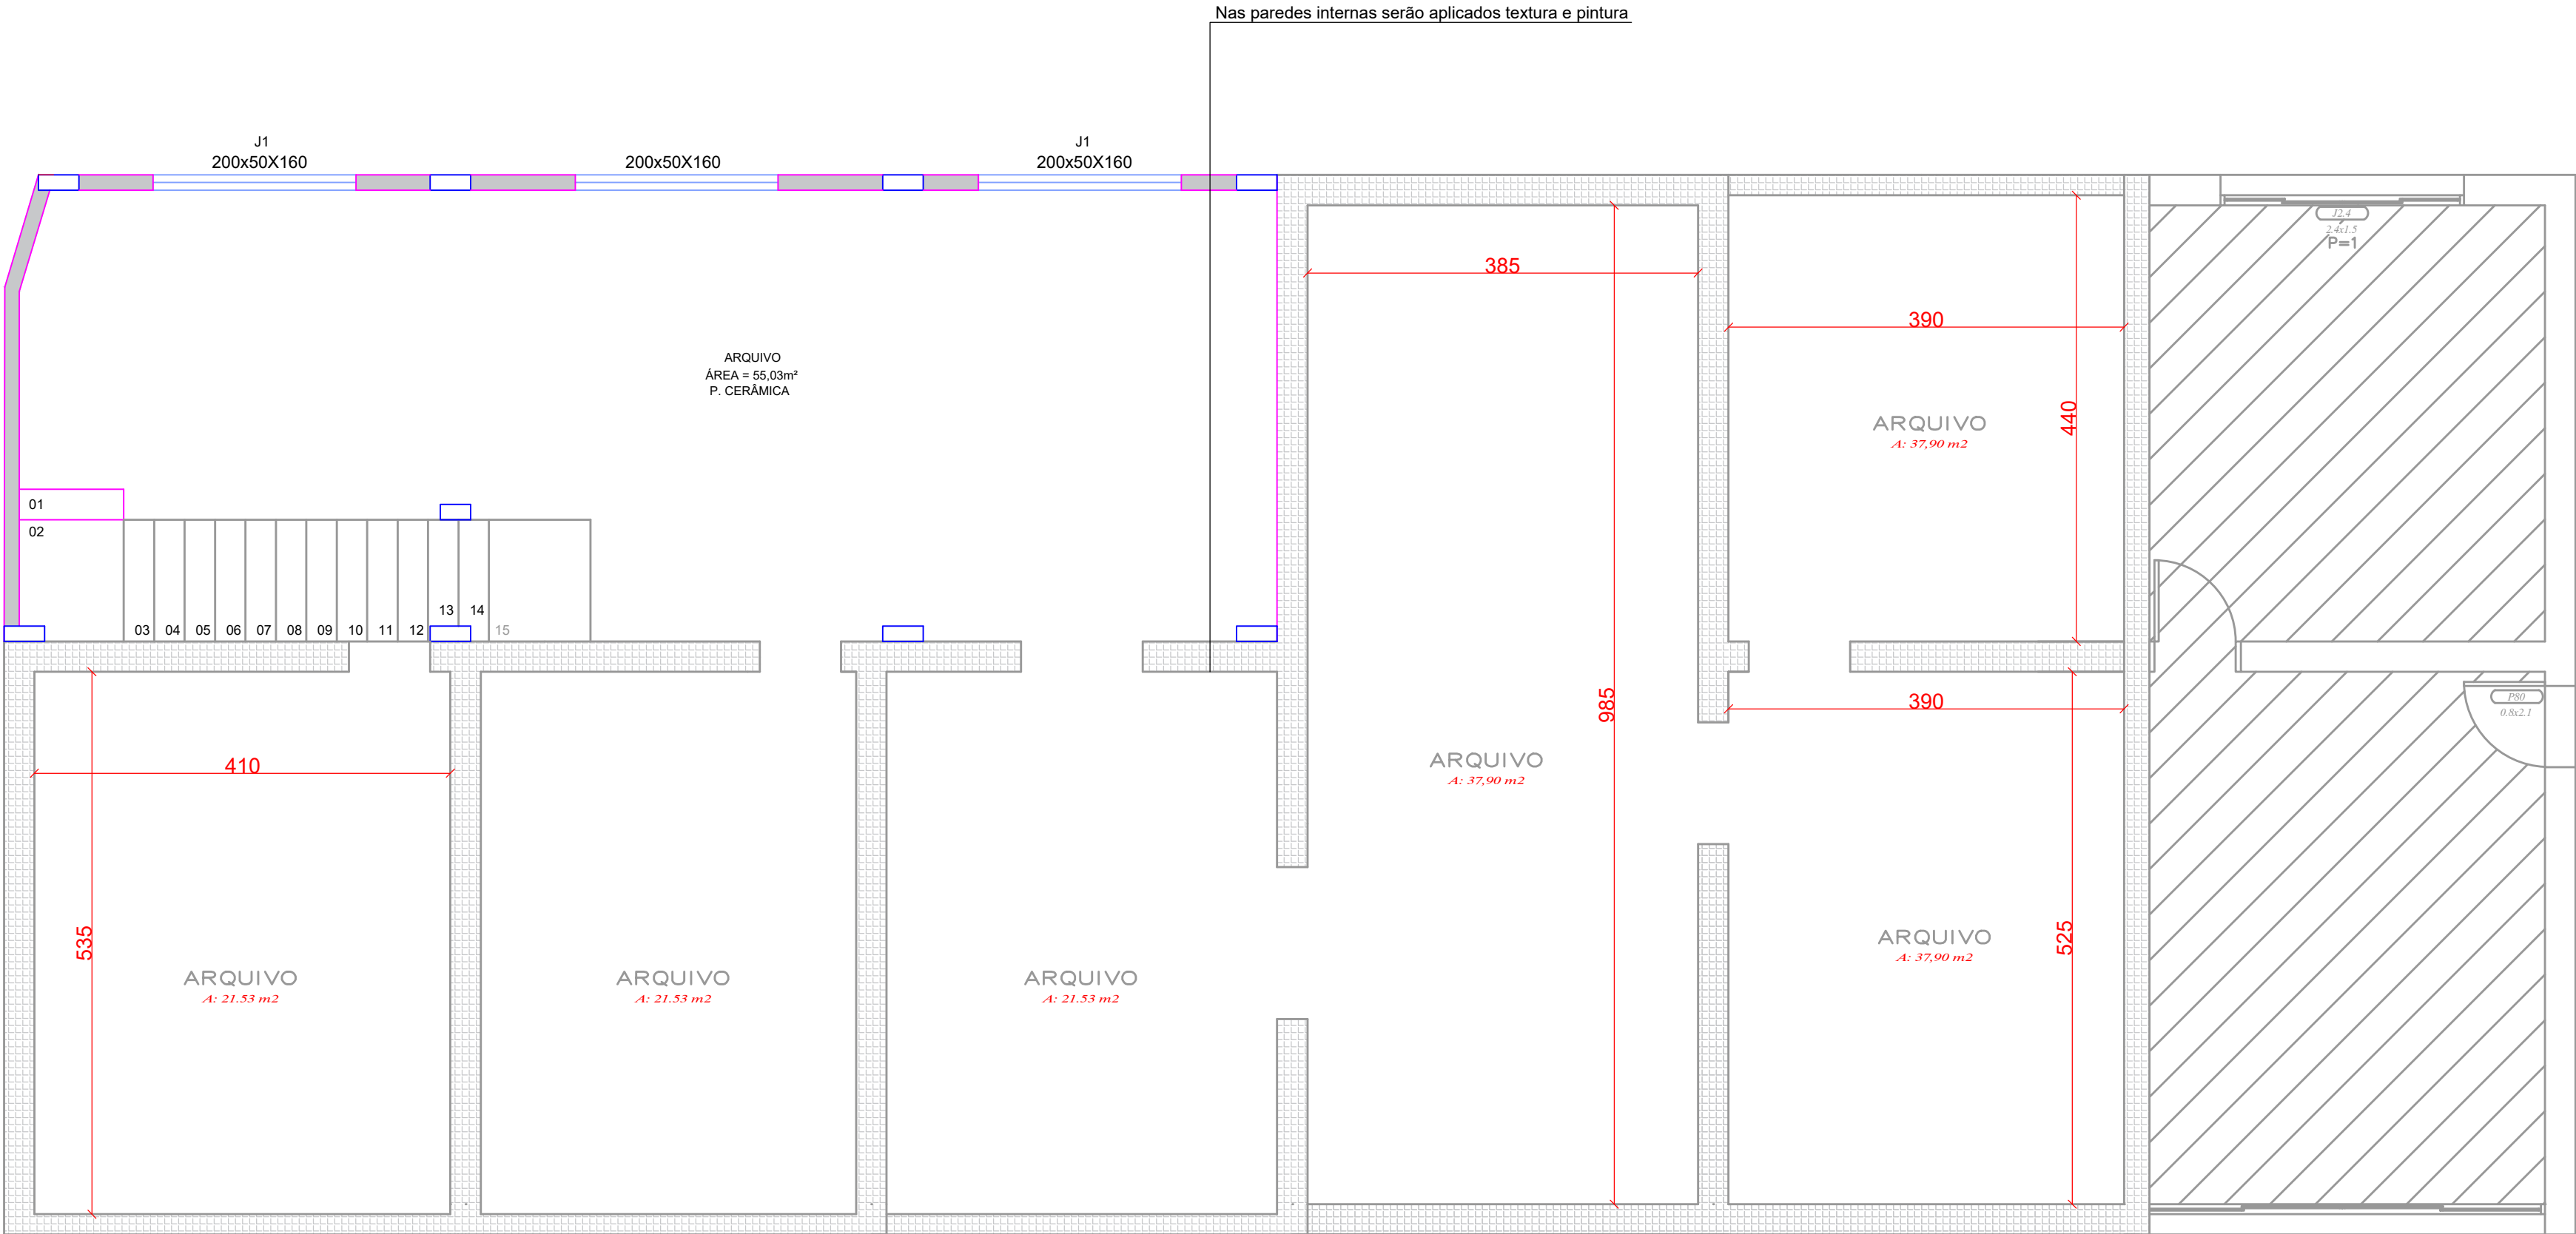 Nas paredes internas serão aplicados textura e pintura
J1
200x50X160
200x50X160
J1
200x50X160
J2.4
2.4x1.5
P=1
385
390
ARQUIVO
ÁREA = 55,03m²
P. CERÂMICA
ARQUIVO
A: 37,90 m2
440
01
02
03
04
05
06
07
08
09
10
11
12
13
14
15
985
390
P80
0.8x2.1
410
ARQUIVO
A: 37,90 m2
535
ARQUIVO
A: 37,90 m2
525
ARQUIVO
A: 21.53 m2
ARQUIVO
A: 21.53 m2
ARQUIVO
A: 21.53 m2